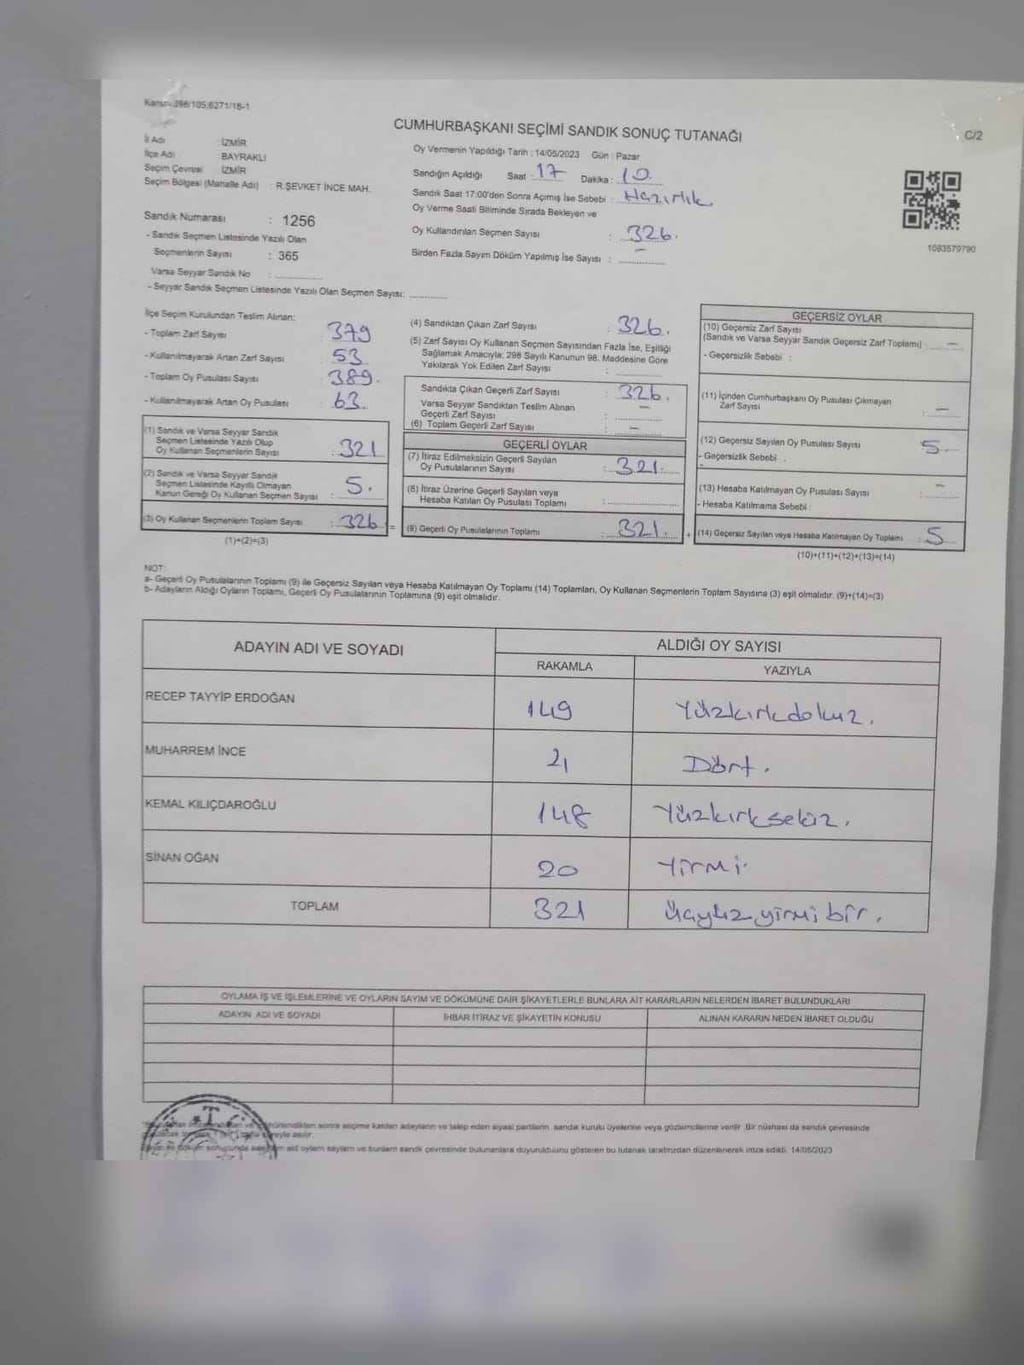 Kanun:298/105;6271/18-1
CUMHURBAŞKANI SEÇİMİ SANDIK SONUÇ TUTANAĞI
C/2
İl Adı : İZMİR
İlçe Adı : BAYRAKLI
Seçim Çevresi : İZMİR
Seçim Bölgesi (Mahalle Adı) : R.ŞEVKET İNCE MAH.
Sandık Numarası : 1256
- Sandık Seçmen Listesinde Yazılı Olan
Seçmenlerin Sayısı : 365
Varsa Seyyar Sandık No :
- Seyyar Sandık Seçmen Listesinde Yazılı Olan Seçmen Sayısı:
Oy Vermenin Yapıldığı Tarih : 14/05/2023 Gün : Pazar
Sandığın Açıldığı Saat : 17 Dakika : 10.
Sandık Saat 17:00'den Sonra Açımış İse Sebebi : Hazırlık.
Oy Verme Saati Bitiminde Sırada Bekleyen ve
Oy Kullandırılan Seçmen Sayısı : 326.
Birden Fazla Sayım Döküm Yapılmış İse Sayısı : —
1083579790
İlçe Seçim Kurulundan Teslim Alınan:
- Toplam Zarf Sayısı 379
- Kullanılmayarak Artan Zarf Sayısı 53
- Toplam Oy Pusulası Sayısı 389.
- Kullanılmayarak Artan Oy Pusulası 63.
(1) Sandık ve Varsa Seyyar Sandık
Seçmen Listesinde Yazılı Olup
Oy Kullanan Seçmenlerin Sayısı : 321
(2) Sandık ve Varsa Seyyar Sandık
Seçmen Listesinde Kayıtlı Olmayan
Kanun Gereği Oy Kullanan Seçmen Sayısı : 5.
(3) Oy Kullanan Seçmenlerin Toplam Sayısı : 326 =
(1)+(2)=(3)
(4) Sandıktan Çıkan Zarf Sayısı : 326.
(5) Zarf Sayısı Oy Kullanan Seçmen Sayısından Fazla İse, Eşitliği
Sağlamak Amacıyla; 298 Sayılı Kanunun 98. Maddesine Göre
Yakılarak Yok Edilen Zarf Sayısı :
Sandıkta Çıkan Geçerli Zarf Sayısı : 326.
Varsa Seyyar Sandıktan Teslim Alınan
Geçerli Zarf Sayısı : —
(6) Toplam Geçerli Zarf Sayısı : —
GEÇERLİ OYLAR
(7) İtiraz Edilmeksizin Geçerli Sayılan
Oy Pusulalarının Sayısı : 321.
(8) İtiraz Üzerine Geçerli Sayılan veya
Hesaba Katılan Oy Pusulası Toplamı :
(9) Geçerli Oy Pusulalarının Toplamı : 321. +
GEÇERSİZ OYLAR
(10) Geçersiz Zarf Sayısı
(Sandık ve Varsa Seyyar Sandık Geçersiz Zarf Toplamı) : —
- Geçersizlik Sebebi :
(11) İçinden Cumhurbaşkanı Oy Pusulası Çıkmayan
Zarf Sayısı : —
(12) Geçersiz Sayılan Oy Pusulası Sayısı : 5.
- Geçersizlik Sebebi :
(13) Hesaba Katılmayan Oy Pusulası Sayısı : —
- Hesaba Katılmama Sebebi :
(14) Geçersiz Sayılan veya Hesaba Katılmayan Oy Toplamı : 5
(10)+(11)+(12)+(13)=(14)
NOT:
a- Geçerli Oy Pusulalarının Toplamı (9) ile Geçersiz Sayılan veya Hesaba Katılmayan Oy Toplamı (14) Toplamları, Oy Kullanan Seçmenlerin Toplam Sayısına (3) eşit olmalıdır. (9)+(14)=(3)
b- Adayların Aldığı Oyların Toplamı, Geçerli Oy Pusulalarının Toplamına (9) eşit olmalıdır.
ADAYIN ADI VE SOYADI ALDIĞI OY SAYISI
RAKAMLA YAZIYLA
RECEP TAYYİP ERDOĞAN 149 Yüzkırkdokuz.
MUHARREM İNCE 4 Dört.
KEMAL KILIÇDAROĞLU 148 Yüzkırksekiz.
SİNAN OĞAN 20 Yirmi.
TOPLAM 321 Üçyüzyirmibir.
OYLAMA İŞ VE İŞLEMLERİNE VE OYLARIN SAYIM VE DÖKÜMÜNE DAİR ŞİKAYETLERLE BUNLARA AİT KARARLARIN NELERDEN İBARET BULUNDUKLARI
ADAYIN ADI VE SOYADI İHBAR İTİRAZ VE ŞİKAYETİN KONUSU ALINAN KARARIN NEDEN İBARET OLDUĞU
sonra seçime katılan adayların ve talep eden siyasi partilerin sandık kurulu üyelerine veya gözlemcilerine verilir. Bir nüshası da sandık çevresinde
süreyle asılır.
ait oyların sayım ve bunların sandık çevresinde bulunanlara duyurulduğunu gösteren bu tutanak tarafımızdan düzenlenerek imza edildi. 14/05/2023
T.C.